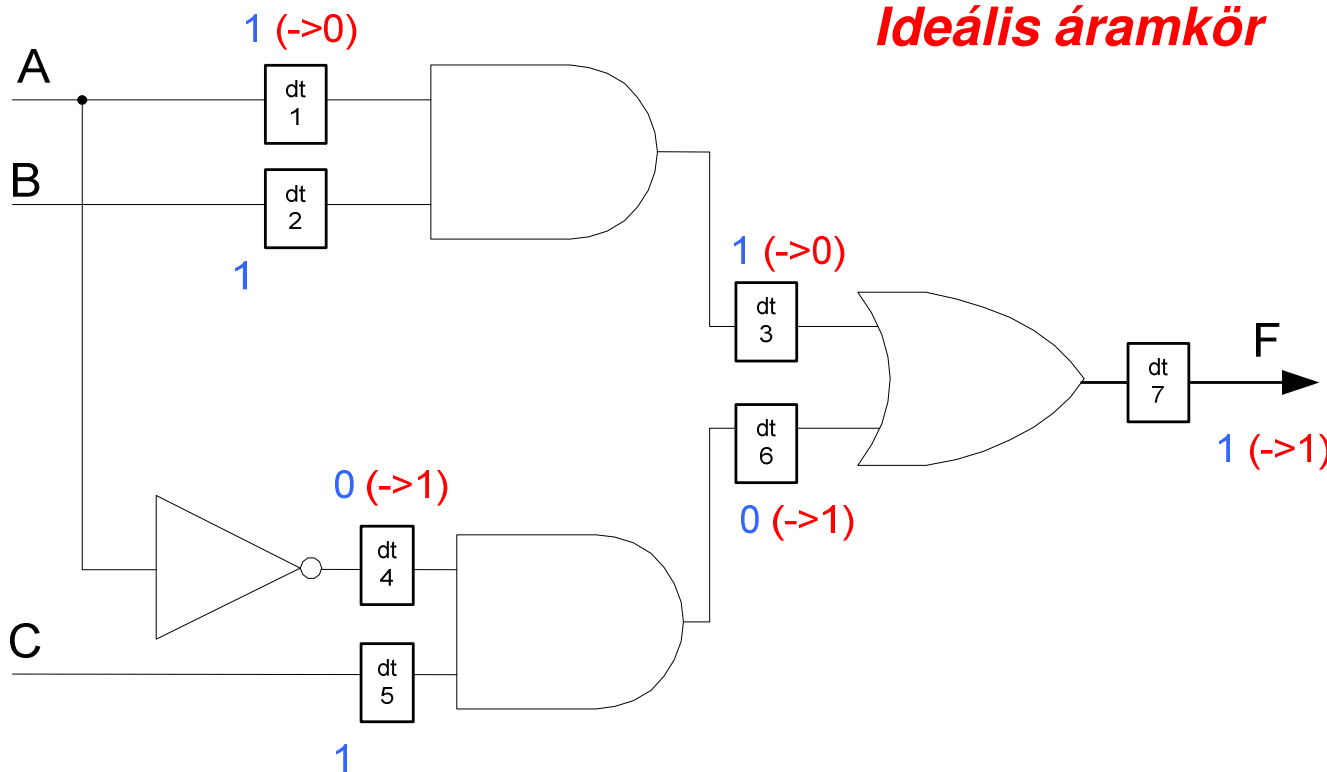 Ideális áramkör
1 (->0)
A
dt
1
B
dt
2
1
1 (->0)
dt
3
F
dt
7
1 (->1)
dt
6
0 (->1)
0 (->1)
dt
4
C
dt
5
1